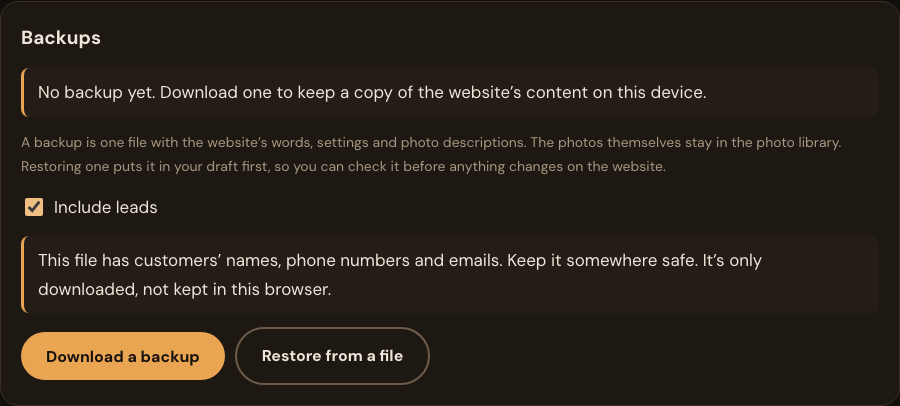 Backups
No backup yet. Download one to keep a copy of the website’s content on this device.
A backup is one file with the website’s words, settings and photo descriptions. The photos themselves stay in the photo library.
Restoring one puts it in your draft first, so you can check it before anything changes on the website.
Include leads
This file has customers’ names, phone numbers and emails. Keep it somewhere safe. It’s only
downloaded, not kept in this browser.
Download a backup
Restore from a file